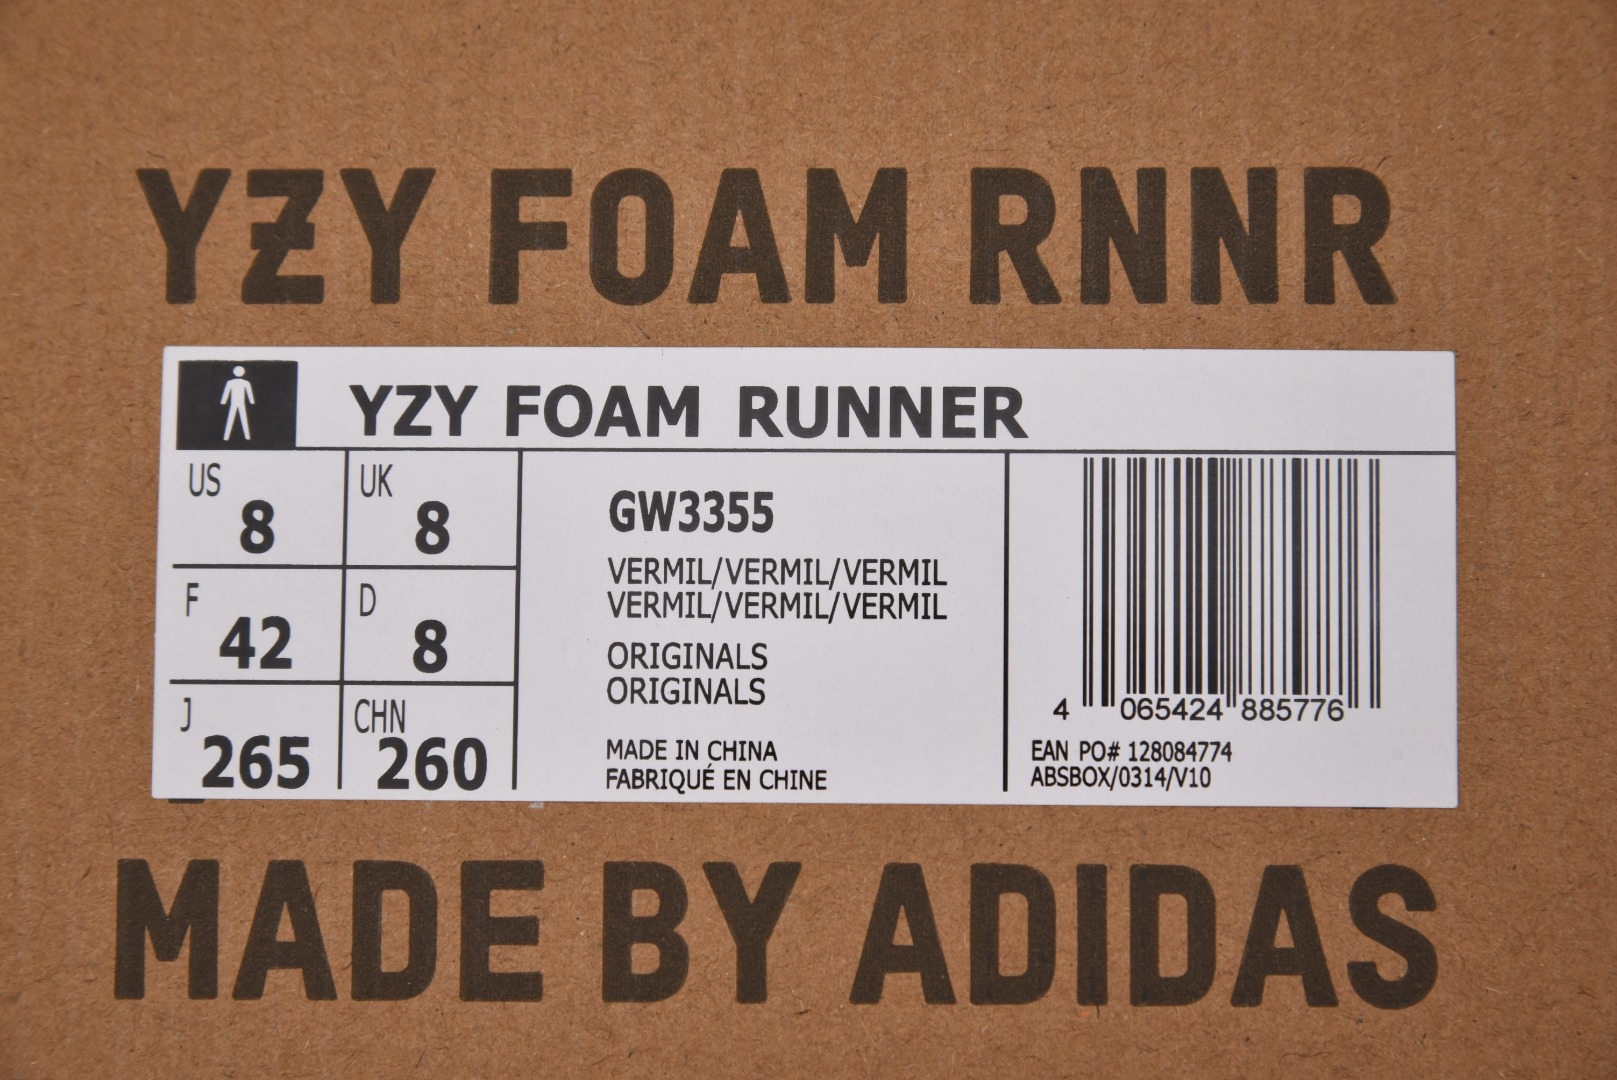 YZY FOAM RNNR
YZY FOAM RUNNER
US
8
UK
8
F
42
D
8
J
265
CHN
260
GW3355
VERMIL/VERMIL/VERMIL
VERMIL/VERMIL/VERMIL
ORIGINALS
ORIGINALS
MADE IN CHINA
FABRIQUÉ EN CHINE
4 065424 885776
EAN PO# 128084774
ABSBOX/0314/V10
MADE BY ADIDAS